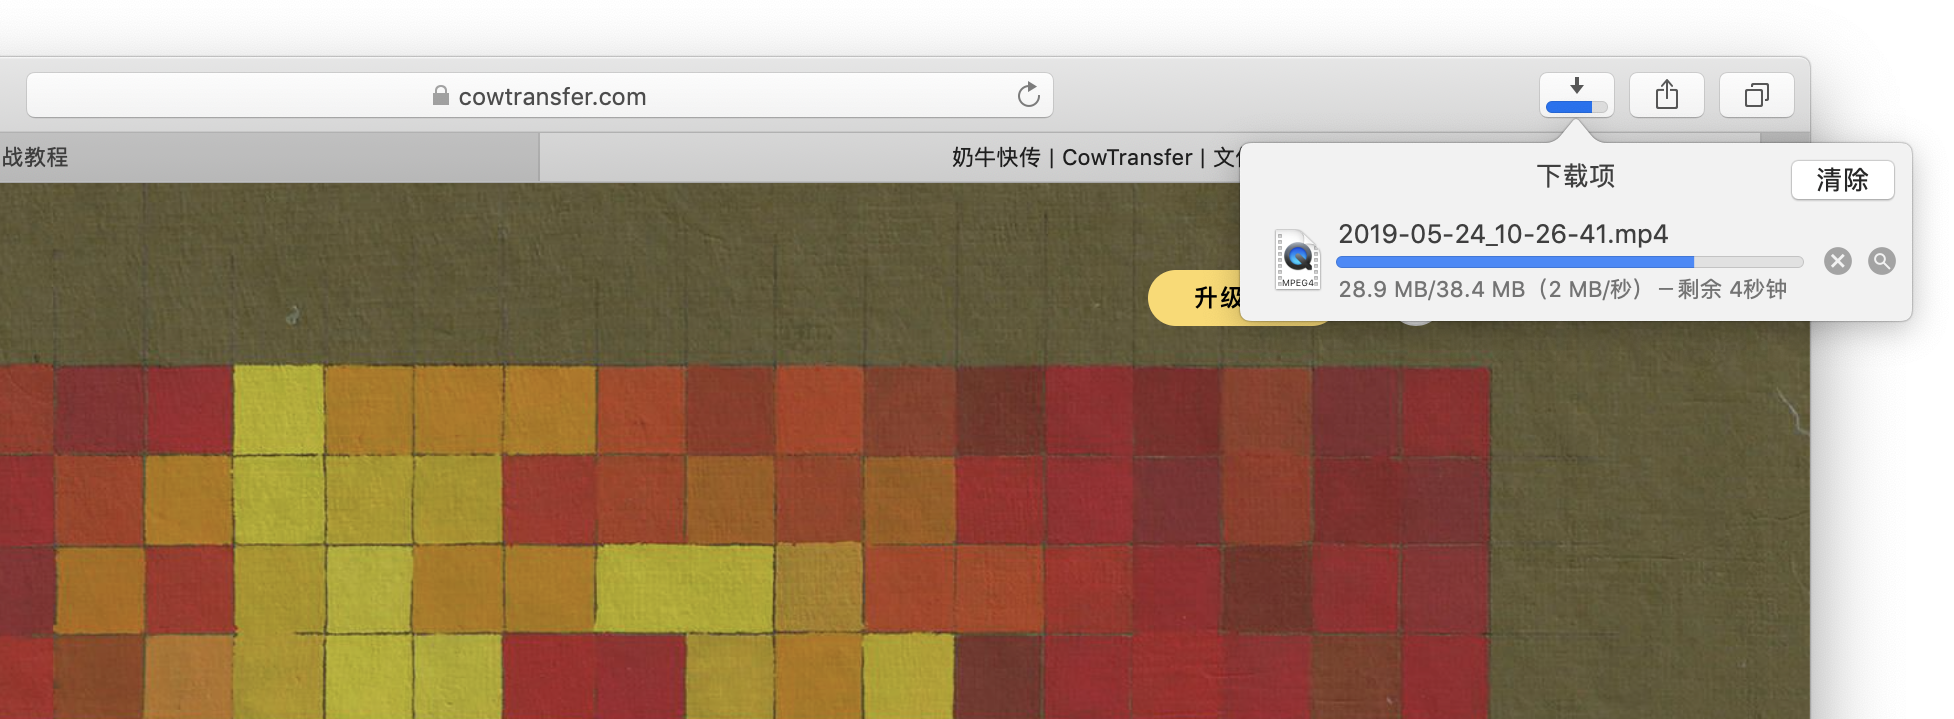 cowtransfer.com
战教程
奶牛快传 | CowTransfer | 文
下载项
清除
2019-05-24_10-26-41.mp4
MPEG4
28.9 MB/38.4 MB（2 MB/秒）－剩余 4秒钟
升级